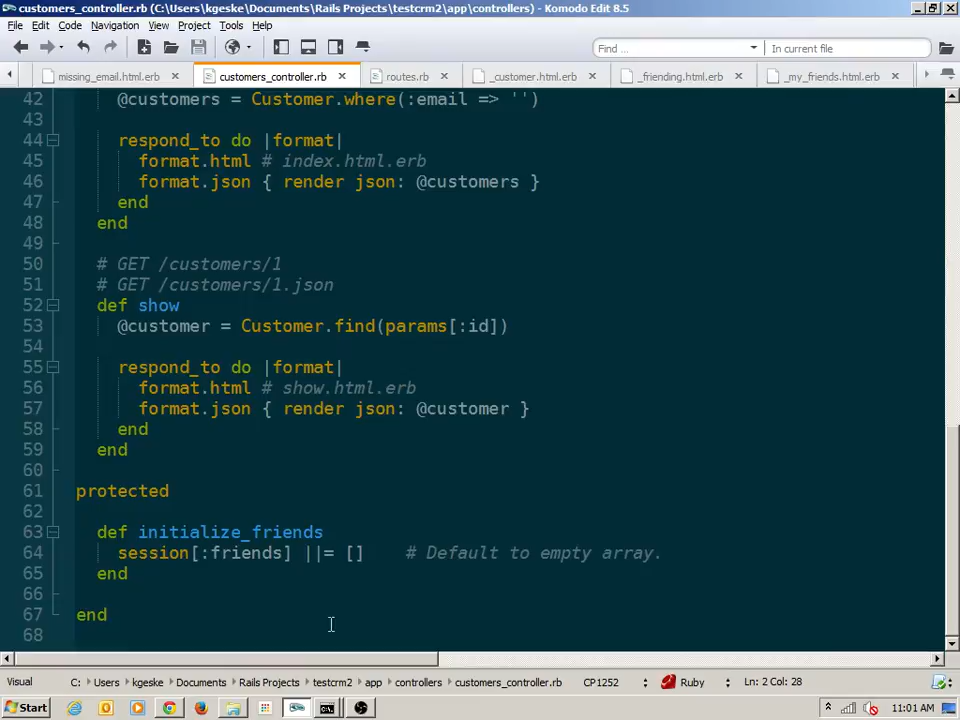 customers_controller.rb (C:\Users\kgeske\Documents\Rails Projects\testcrm2\app\controllers) - Komodo Edit 8.5
File Edit Code Navigation View Project Tools Help
Find... In current file
missing_email.html.erb customers_controller.rb routes.rb _customer.html.erb _friending.html.erb _my_friends.html.erb
42 @customers = Customer.where(:email => '')
43
44 respond_to do |format|
45 format.html # index.html.erb
46 format.json { render json: @customers }
47 end
48 end
49
50 # GET /customers/1
51 # GET /customers/1.json
52 def show
53 @customer = Customer.find(params[:id])
54
55 respond_to do |format|
56 format.html # show.html.erb
57 format.json { render json: @customer }
58 end
59 end
60
61 protected
62
63 def initialize_friends
64 session[:friends] ||= [] # Default to empty array.
65 end
66
67 end
68
Visual C: Users kgeske Documents Rails Projects testcrm2 app controllers customers_controller.rb CP1252 Ruby Ln: 2 Col: 28
Start 11:01 AM